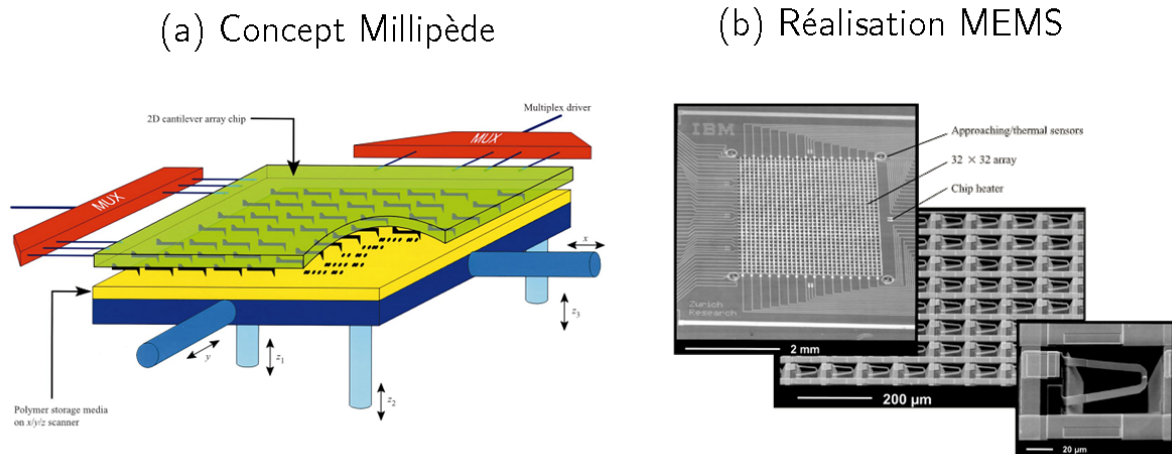 (a) Concept Millipède
(b) Réalisation MEMS
2D cantilever array chip
Multiplex driver
MUX
MUX
x
z3
y
z1
z2
Polymer storage media
on x/y/z scanner
IBM
Approaching/thermal sensors
32 × 32 array
Chip heater
Zurich
Research
2 mm
200 µm
20 µm